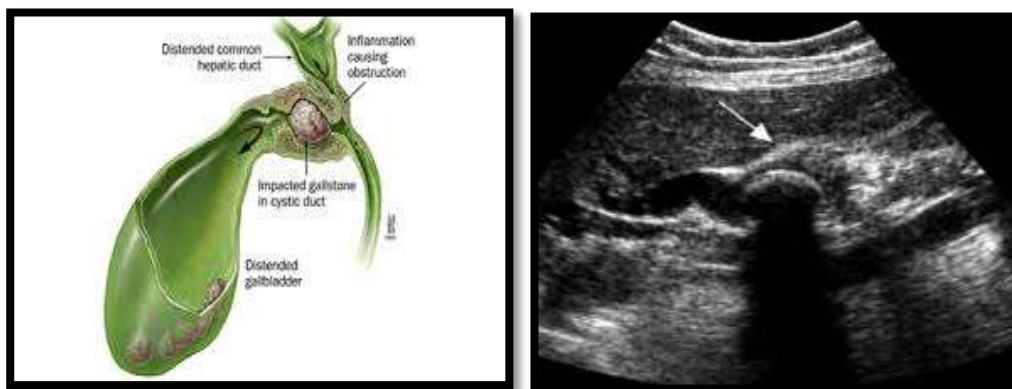 Distended common
hepatic duct
Inflammation
causing
obstruction
Impacted gallstone
in cystic duct
Distended
gallbladder